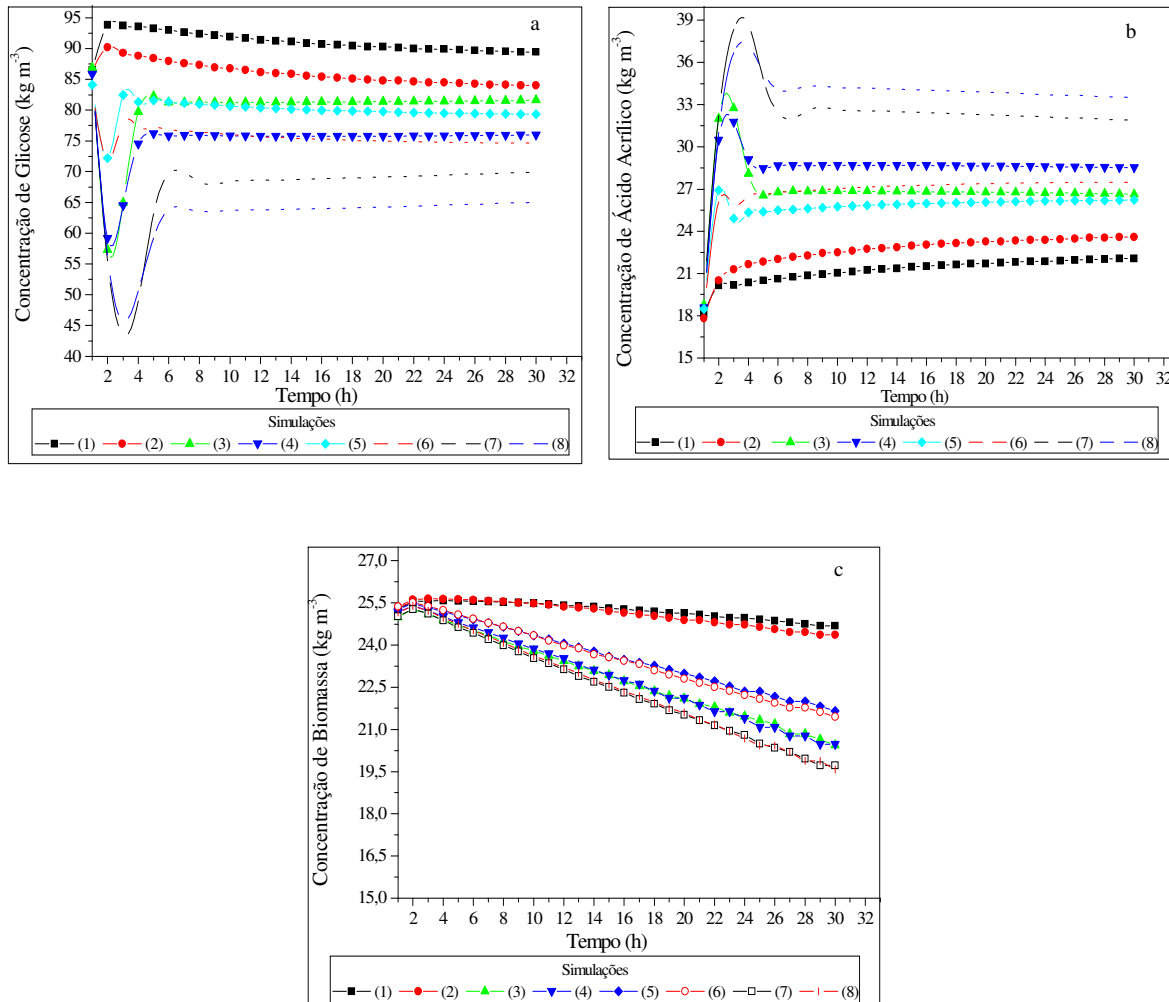 a
Concentração de Glicose (kg m⁻³)
95
90
85
80
75
70
65
60
55
50
45
40
2 4 6 8 10 12 14 16 18 20 22 24 26 28 30 32
Tempo (h)
Simulações
(1) (2) (3) (4) (5) (6) (7) (8)
b
Concentração de Ácido Acrílico (kg m⁻³)
39
36
33
30
27
24
21
18
15
2 4 6 8 10 12 14 16 18 20 22 24 26 28 30 32
Tempo (h)
Simulações
(1) (2) (3) (4) (5) (6) (7) (8)
c
Concentração de Biomassa (kg m⁻³)
27,0
25,5
24,0
22,5
21,0
19,5
18,0
16,5
15,0
2 4 6 8 10 12 14 16 18 20 22 24 26 28 30 32
Tempo (h)
Simulações
(1) (2) (3) (4) (5) (6) (7) (8)